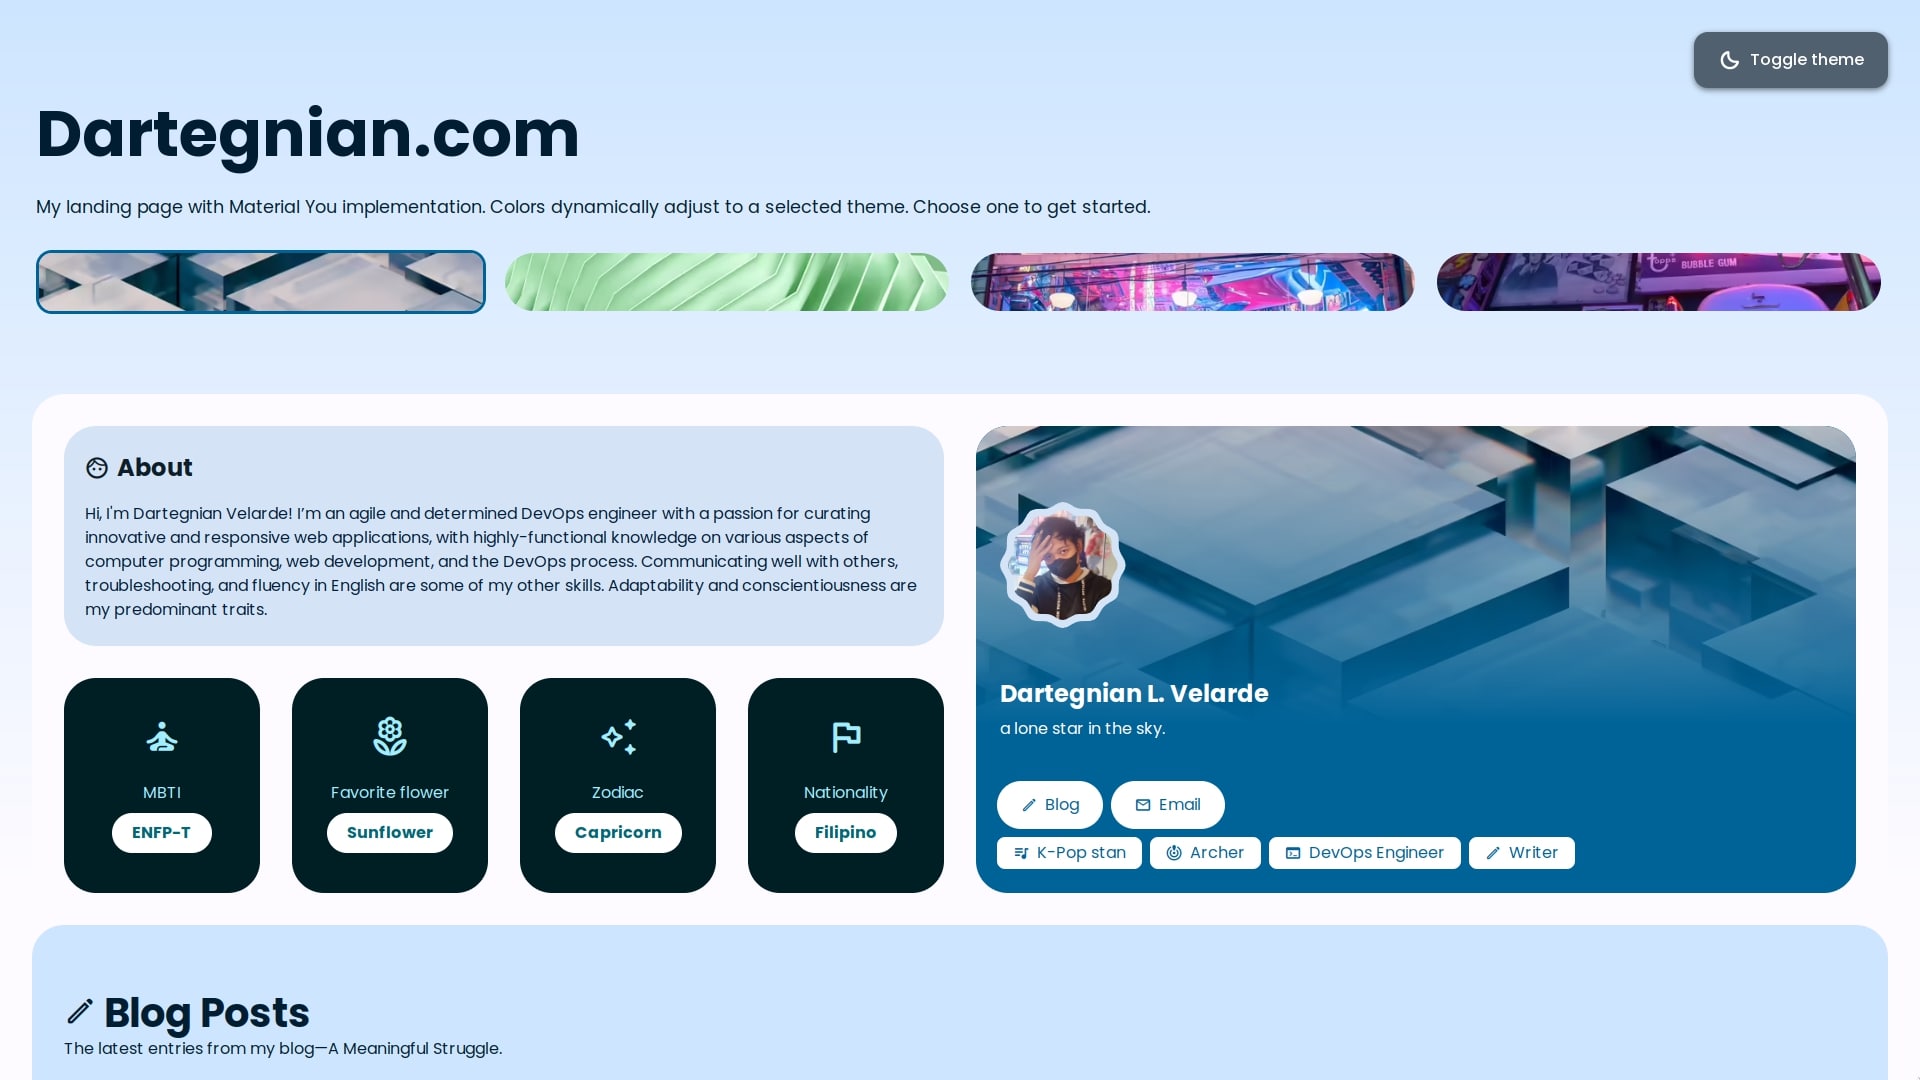 Toggle theme
Dartegnian.com
My landing page with Material You implementation. Colors dynamically adjust to a selected theme. Choose one to get started.
Topps BUBBLE GUM
About
Hi, I'm Dartegnian Velarde! I’m an agile and determined DevOps engineer with a passion for curating
innovative and responsive web applications, with highly-functional knowledge on various aspects of
computer programming, web development, and the DevOps process. Communicating well with others,
troubleshooting, and fluency in English are some of my other skills. Adaptability and conscientiousness are
my predominant traits.
MBTI
ENFP-T
Favorite flower
Sunflower
Zodiac
Capricorn
Nationality
Filipino
Dartegnian L. Velarde
a lone star in the sky.
Blog Email
K-Pop stan Archer DevOps Engineer Writer
Blog Posts
The latest entries from my blog—A Meaningful Struggle.